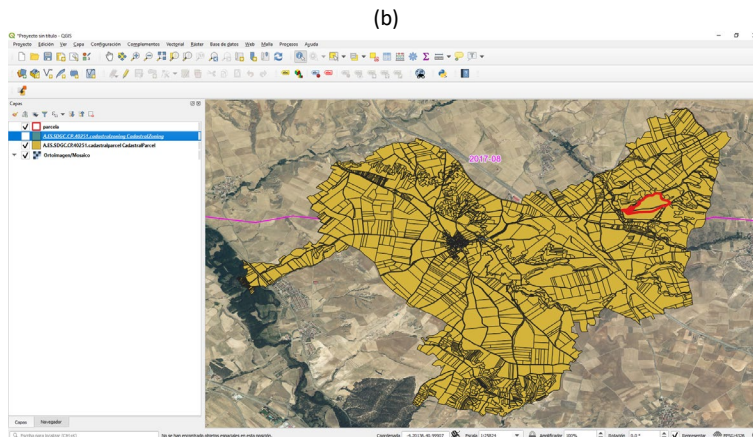 (b)
*Proyecto sin título - QGIS
Proyecto Edición Ver Capa Configuración Complementos Vectorial Ráster Base de datos Web Malla Procesos Ayuda
Capas
parcela
A.ES.SDGC.CP.40251.cadastralzoning CadastralZoning
A.ES.SDGC.CP.40251.cadastralparcel CadastralParcel
Ortoimagen/Mosaico
2017-08
Capas Navegador
No se han encontrado objetos espaciales en esta posición.
Coordenada
Escala
Amplificador 100%
Rotación 0,0 °
Representar